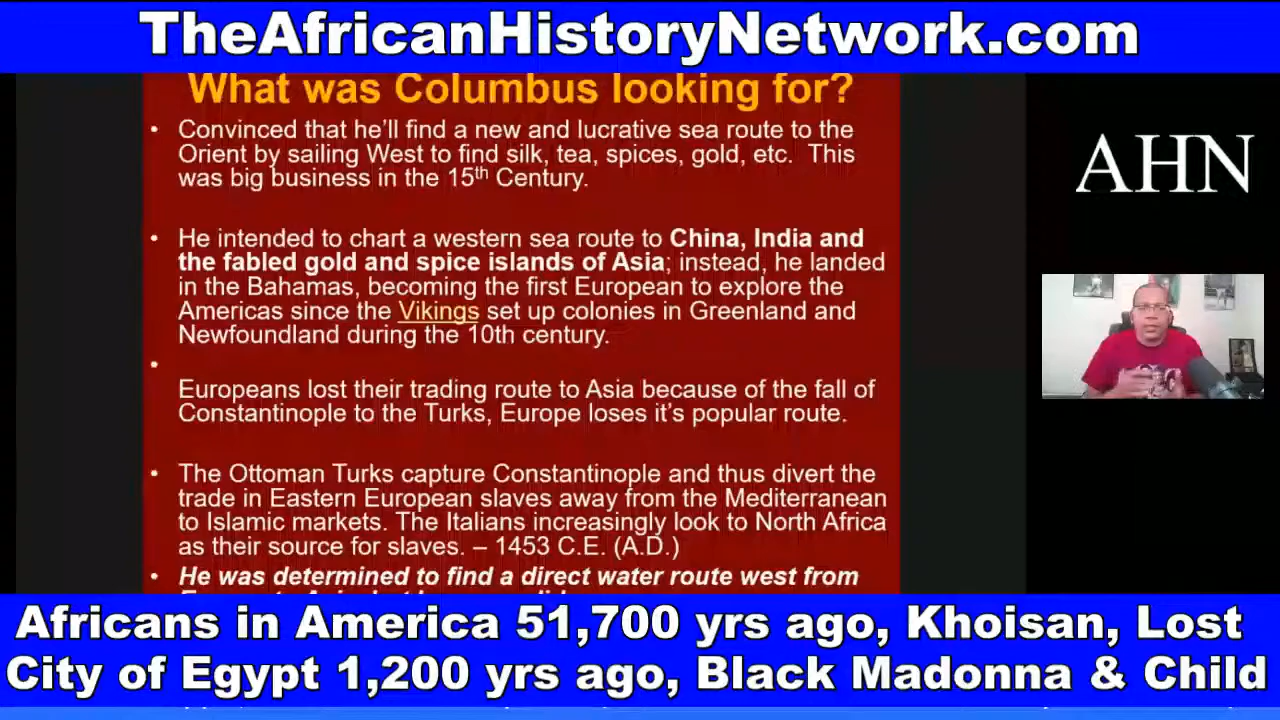 TheAfricanHistoryNetwork.com
What was Columbus looking for?
• Convinced that he'll find a new and lucrative sea route to the
Orient by sailing West to find silk, tea, spices, gold, etc. This
was big business in the 15th Century.
• He intended to chart a western sea route to China, India and
the fabled gold and spice islands of Asia; instead, he landed
in the Bahamas, becoming the first European to explore the
Americas since the Vikings set up colonies in Greenland and
Newfoundland during the 10th century.
•
Europeans lost their trading route to Asia because of the fall of
Constantinople to the Turks, Europe loses it's popular route.
• The Ottoman Turks capture Constantinople and thus divert the
trade in Eastern European slaves away from the Mediterranean
to Islamic markets. The Italians increasingly look to North Africa
as their source for slaves. – 1453 C.E. (A.D.)
• He was determined to find a direct water route west from
AHN
Africans in America 51,700 yrs ago, Khoisan, Lost
City of Egypt 1,200 yrs ago, Black Madonna & Child